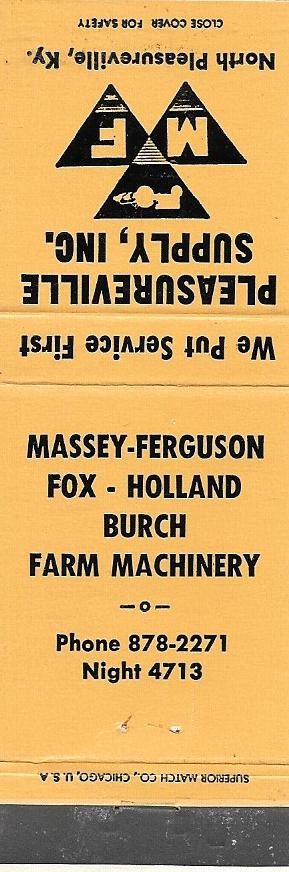 We Put Service First
PLEASUREVILLE
SUPPLY, INC.
M F
North Pleasureville, Ky.
CLOSE COVER FOR SAFETY
MASSEY-FERGUSON
FOX - HOLLAND
BURCH
FARM MACHINERY
—o—
Phone 878-2271
Night 4713
SUPERIOR MATCH CO., CHICAGO, U.S.A